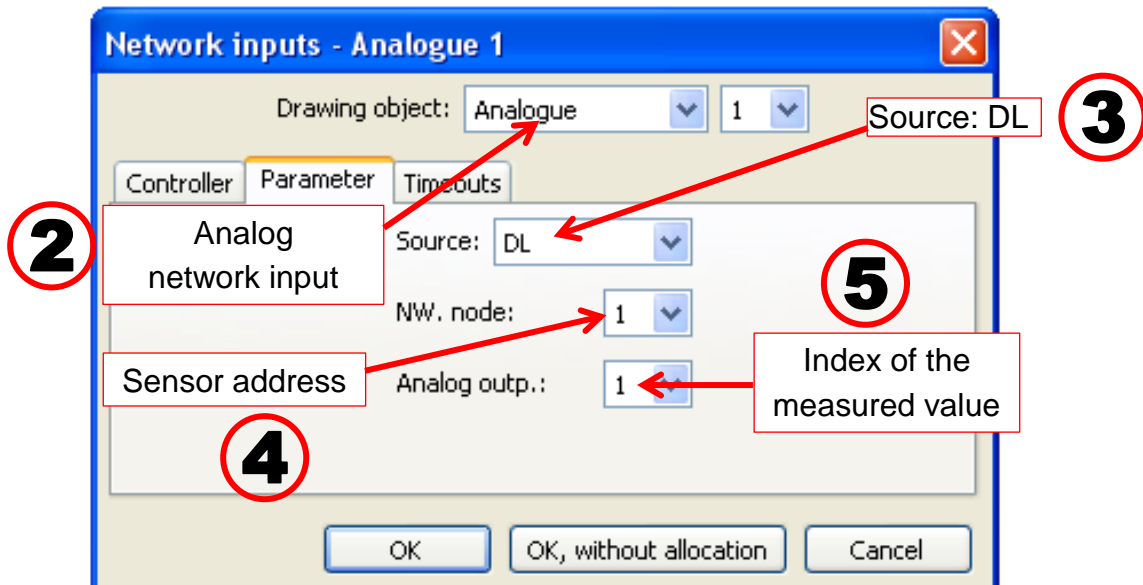 Network inputs - Analogue 1
Drawing object: Analogue 1
Source: DL
3
Controller Parameter Timeouts
2
Analog
network input
Source: DL
5
NW. node: 1
Index of the
measured value
Sensor address
Analog outp.: 1
4
OK
OK, without allocation
Cancel